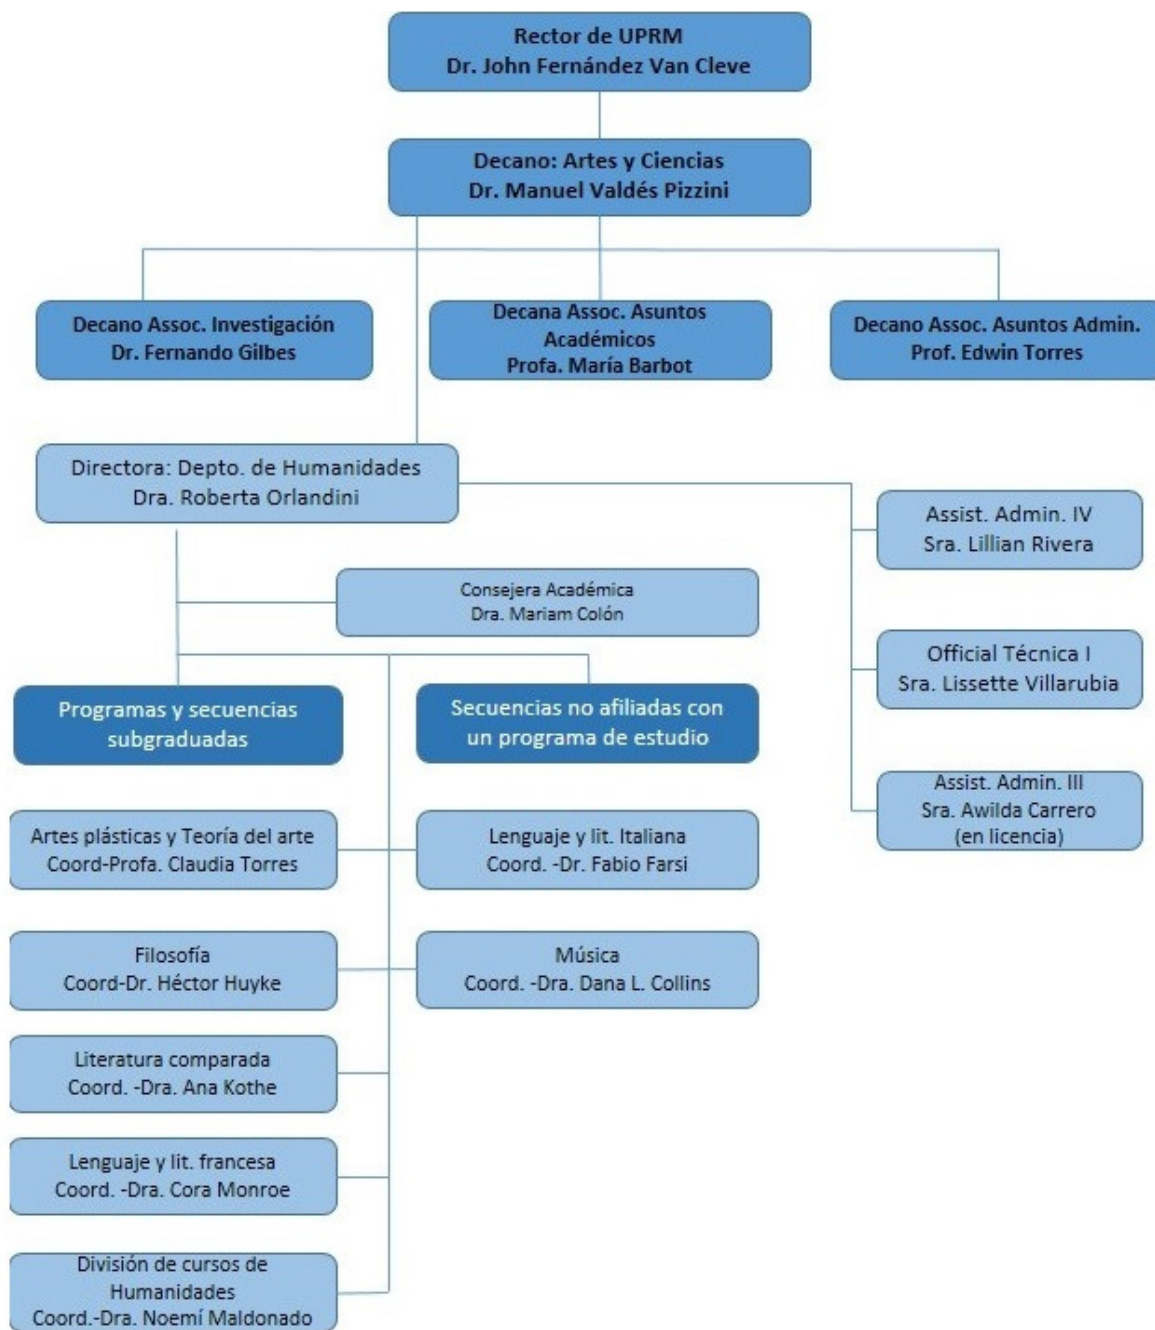 Rector de UPRM
Dr. John Fernández Van Cleve
Decano: Artes y Ciencias
Dr. Manuel Valdés Pizzini
Decano Assoc. Investigación
Dr. Fernando Gilbes
Decana Assoc. Asuntos
Académicos
Profa. María Barbot
Decano Assoc. Asuntos Admin.
Prof. Edwin Torres
Directora: Depto. de Humanidades
Dra. Roberta Orlandini
Assist. Admin. IV
Sra. Lillian Rivera
Consejera Académica
Dra. Mariam Colón
Official Técnica I
Sra. Lissette Villarubia
Programas y secuencias
subgraduadas
Secuencias no afiliadas con
un programa de estudio
Assist. Admin. III
Sra. Awilda Carrero
(en licencia)
Artes plásticas y Teoría del arte
Coord-Profa. Claudia Torres
Lenguaje y lit. Italiana
Coord. -Dr. Fabio Farsi
Filosofía
Coord-Dr. Héctor Huyke
Música
Coord. -Dra. Dana L. Collins
Literatura comparada
Coord. -Dra. Ana Kothe
Lenguaje y lit. francesa
Coord. -Dra. Cora Monroe
División de cursos de
Humanidades
Coord.-Dra. Noemí Maldonado